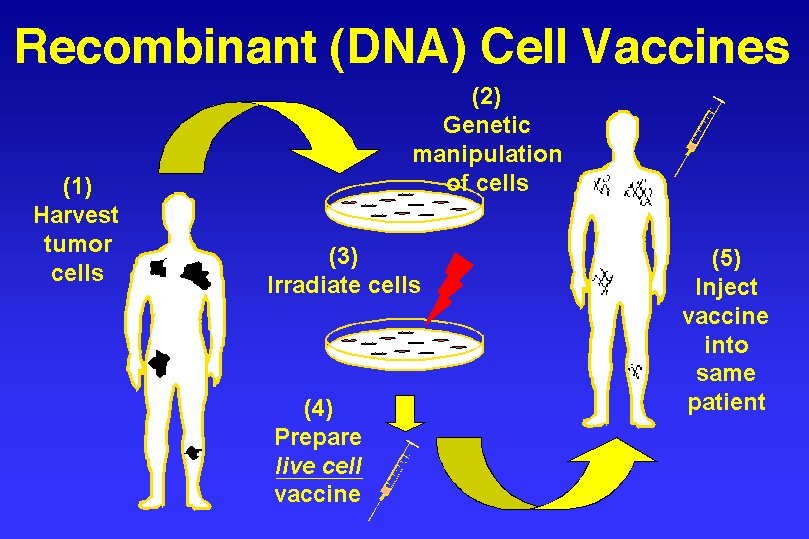 Recombinant (DNA) Cell Vaccines
(1)
Harvest
tumor
cells
(2)
Genetic
manipulation
of cells
(3)
Irradiate cells
(4)
Prepare
live cell
vaccine
(5)
Inject
vaccine
into
same
patient